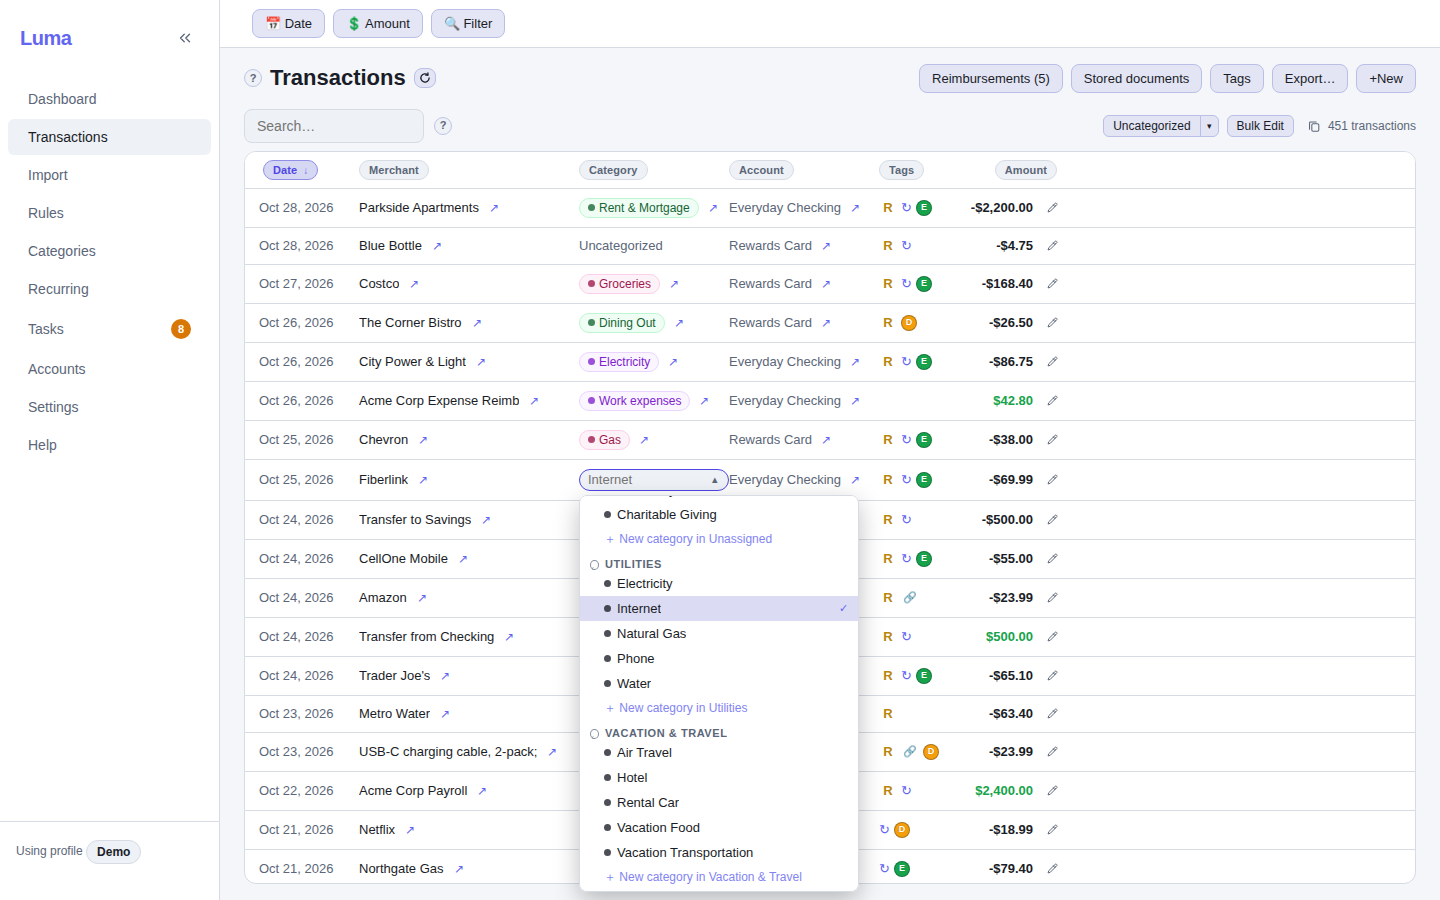 Luma
Dashboard
Transactions
Import
Rules
Categories
Recurring
Tasks 8
Accounts
Settings
Help
Using profile Demo
📅 Date 💲 Amount 🔍 Filter
? Transactions
Reimbursements (5) Stored documents Tags Export… +New
Search… ?
Uncategorized ▾ Bulk Edit 451 transactions
Date ↓ Merchant Category Account Tags Amount
Oct 28, 2026 Parkside Apartments ↗ Rent & Mortgage ↗ Everyday Checking ↗ R ↻ E -$2,200.00
Oct 28, 2026 Blue Bottle ↗ Uncategorized Rewards Card ↗ R ↻ -$4.75
Oct 27, 2026 Costco ↗ Groceries ↗ Rewards Card ↗ R ↻ E -$168.40
Oct 26, 2026 The Corner Bistro ↗ Dining Out ↗ Rewards Card ↗ R D -$26.50
Oct 26, 2026 City Power & Light ↗ Electricity ↗ Everyday Checking ↗ R ↻ E -$86.75
Oct 26, 2026 Acme Corp Expense Reimb ↗ Work expenses ↗ Everyday Checking ↗ $42.80
Oct 25, 2026 Chevron ↗ Gas ↗ Rewards Card ↗ R ↻ E -$38.00
Oct 25, 2026 Fiberlink ↗ Internet ▲ Everyday Checking ↗ R ↻ E -$69.99
Oct 24, 2026 Transfer to Savings ↗ R ↻ -$500.00
Oct 24, 2026 CellOne Mobile ↗ R ↻ E -$55.00
Oct 24, 2026 Amazon ↗ R 🔗 -$23.99
Oct 24, 2026 Transfer from Checking ↗ R ↻ $500.00
Oct 24, 2026 Trader Joe's ↗ R ↻ E -$65.10
Oct 23, 2026 Metro Water ↗ R -$63.40
Oct 23, 2026 USB-C charging cable, 2-pack; ↗ R 🔗 D -$23.99
Oct 22, 2026 Acme Corp Payroll ↗ R ↻ $2,400.00
Oct 21, 2026 Netflix ↗ ↻ D -$18.99
Oct 21, 2026 Northgate Gas ↗ ↻ E -$79.40
Charitable Giving
+ New category in Unassigned
UTILITIES
Electricity
Internet ✓
Natural Gas
Phone
Water
+ New category in Utilities
VACATION & TRAVEL
Air Travel
Hotel
Rental Car
Vacation Food
Vacation Transportation
+ New category in Vacation & Travel